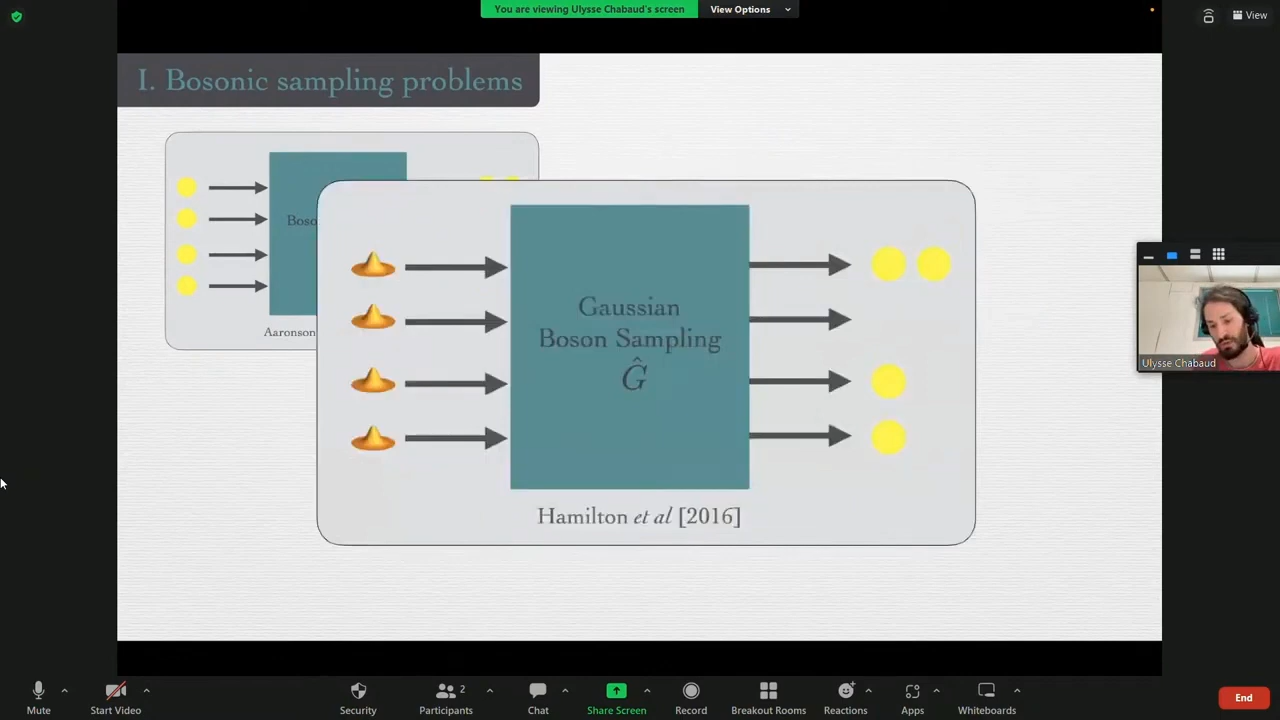 You are viewing Ulysse Chabaud's screen
View Options
View
I. Bosonic sampling problems
Aaronson
Gaussian
Boson Sampling
Ĝ
Hamilton et al [2016]
Ulysse Chabaud
Mute
Start Video
Security
Participants
2
Chat
Share Screen
Record
Breakout Rooms
Reactions
Apps
Whiteboards
End